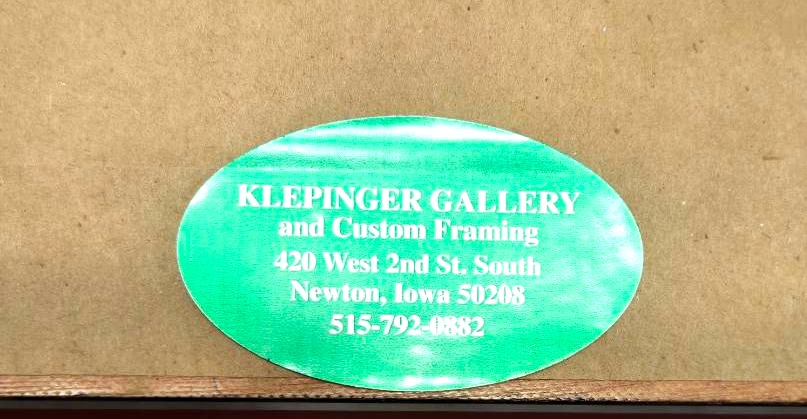 KLEPINGER GALLERY
and Custom Framing
420 West 2nd St. South
Newton, Iowa 50208
515-792-0882